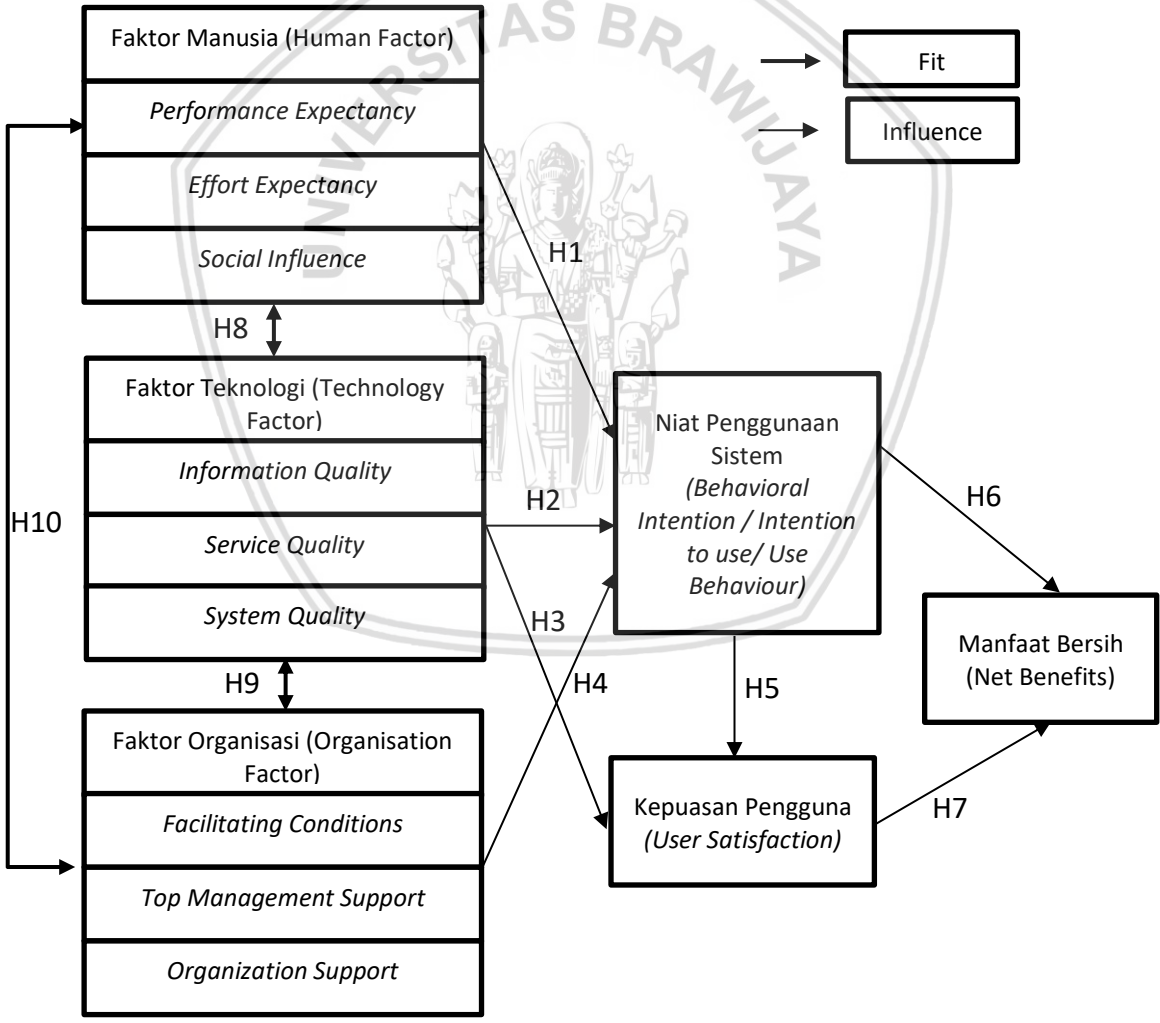 UNIVERSITAS BRAWIJAYA
Faktor Manusia (Human Factor)
Performance Expectancy
Effort Expectancy
Social Influence
Fit
Influence
H1
H8
Faktor Teknologi (Technology
Factor)
Information Quality
Service Quality
System Quality
H10
H2
H3
H4
Niat Penggunaan
Sistem
(Behavioral
Intention / Intention
to use/ Use
Behaviour)
H6
H5
Manfaat Bersih
(Net Benefits)
H9
Faktor Organisasi (Organisation
Factor)
Facilitating Conditions
Top Management Support
Organization Support
Kepuasan Pengguna
(User Satisfaction)
H7